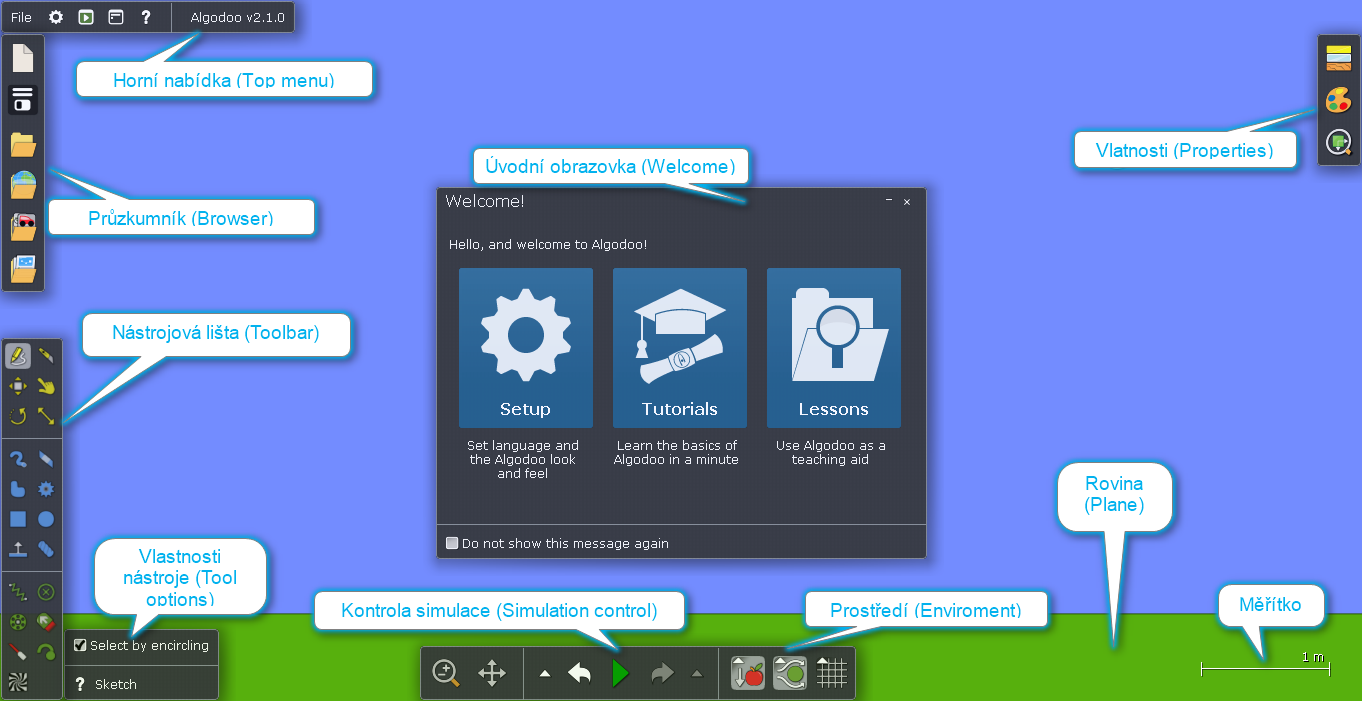 File
Algodoo v2.1.0
Horní nabídka (Top menu)
Vlatnosti (Properties)
Úvodní obrazovka (Welcome)
Průzkumník (Browser)
Welcome!
Hello, and welcome to Algodoo!
Nástrojová lišta (Toolbar)
Setup
Tutorials
Lessons
Set language and
the Algodoo look
and feel
Learn the basics of
Algodoo in a minute
Use Algodoo as a
teaching aid
Rovina
(Plane)
Do not show this message again
Vlastnosti
nástroje (Tool
options)
Kontrola simulace (Simulation control)
Prostředí (Enviroment)
Měřítko
Select by encircling
1 m
? Sketch